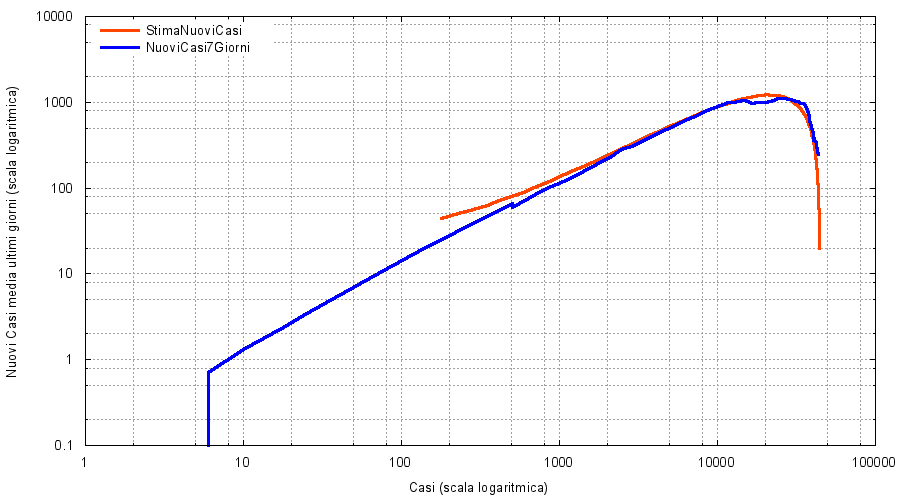 10000
1000
100
10
1
0.1
StimaNuoviCasi
NuoviCasi7Giorni
Nuovi Casi media ultimi giorni (scala logaritmica)
1 10 100 1000 10000 100000
Casi (scala logaritmica)